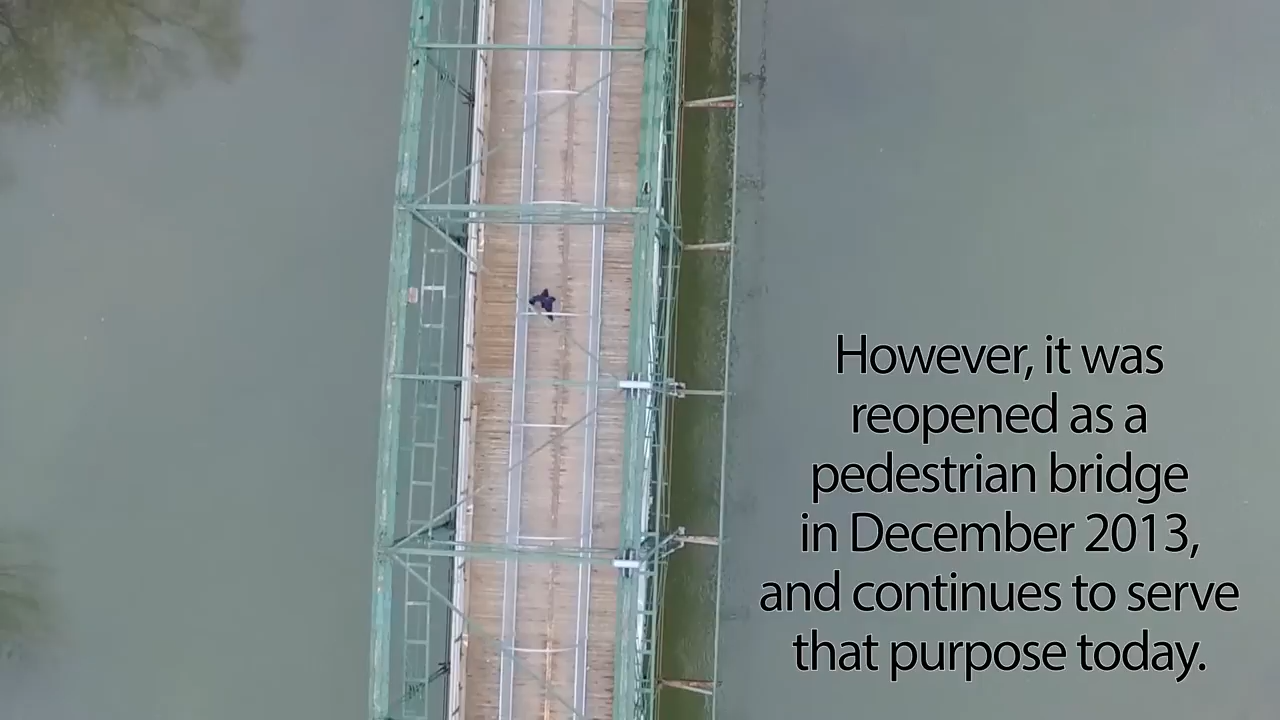 However, it was
reopened as a
pedestrian bridge
in December 2013,
and continues to serve
that purpose today.